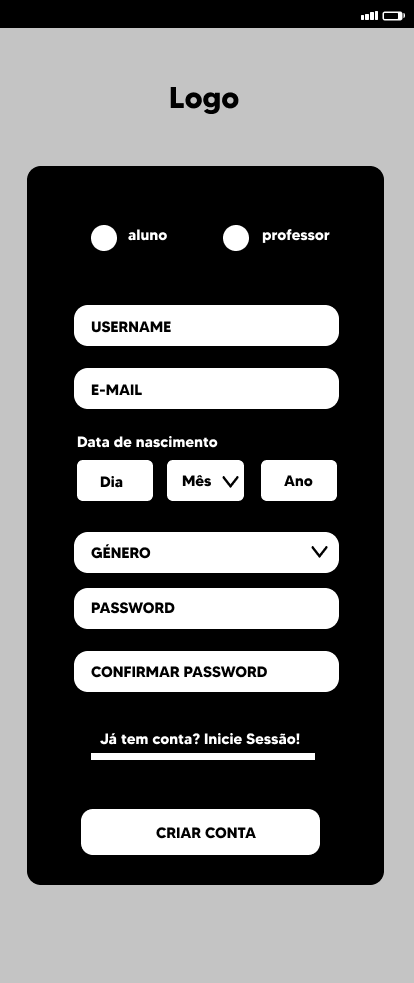 Logo
aluno professor
USERNAME
E-MAIL
Data de nascimento
Dia Mês Ano
GÉNERO
PASSWORD
CONFIRMAR PASSWORD
Já tem conta? Inicie Sessão!
CRIAR CONTA